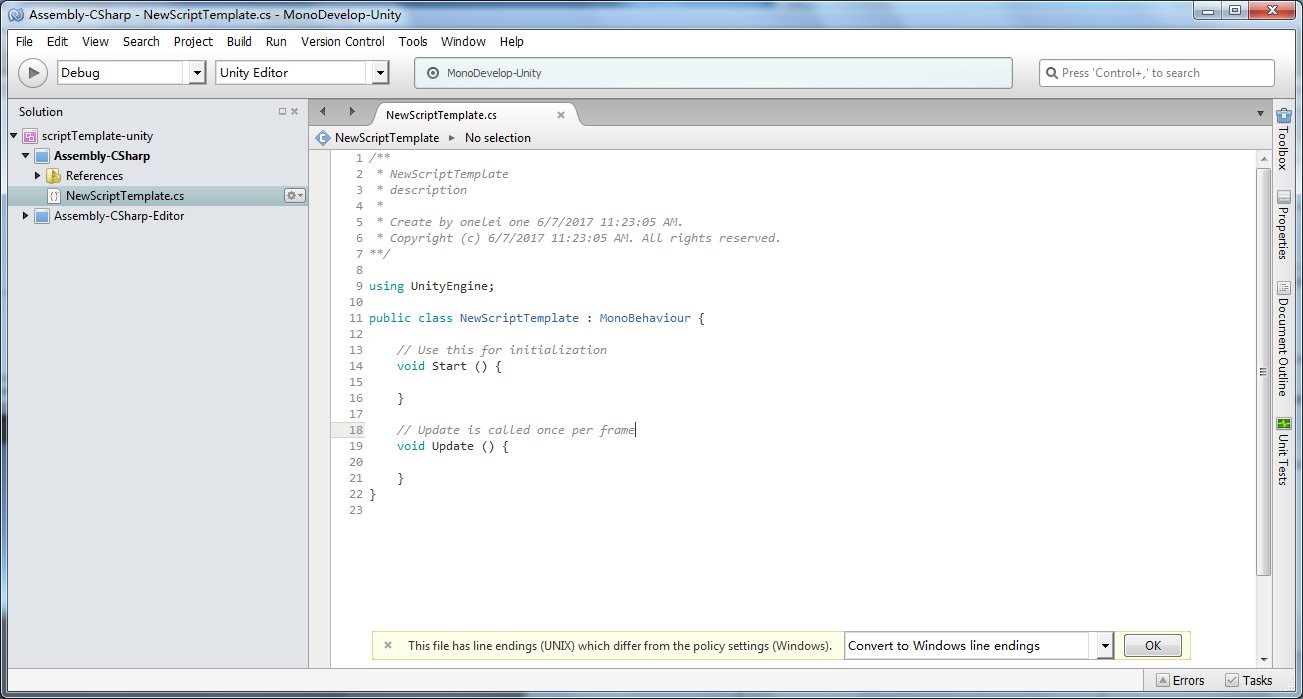 Assembly-CSharp - NewScriptTemplate.cs - MonoDevelop-Unity
File Edit View Search Project Build Run Version Control Tools Window Help
Debug Unity Editor MonoDevelop-Unity Press 'Control+,' to search
Solution
scriptTemplate-unity
Assembly-CSharp
References
NewScriptTemplate.cs
Assembly-CSharp-Editor
NewScriptTemplate.cs
NewScriptTemplate No selection
1 /**
2  * NewScriptTemplate
3  * description
4  *
5  * Create by onelei one 6/7/2017 11:23:05 AM.
6  * Copyright (c) 6/7/2017 11:23:05 AM. All rights reserved.
7 **/
8
9 using UnityEngine;
10
11 public class NewScriptTemplate : MonoBehaviour {
12
13     // Use this for initialization
14     void Start () {
15
16     }
17
18     // Update is called once per frame
19     void Update () {
20
21     }
22 }
23
This file has line endings (UNIX) which differ from the policy settings (Windows). Convert to Windows line endings OK
Toolbox
Properties
Document Outline
Unit Tests
Errors Tasks